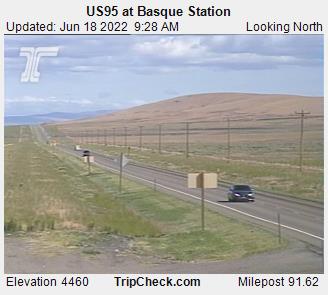 US95 at Basque Station
Updated: Jun 18 2022 9:28 AM Looking North
Elevation 4460 TripCheck.com Milepost 91.62